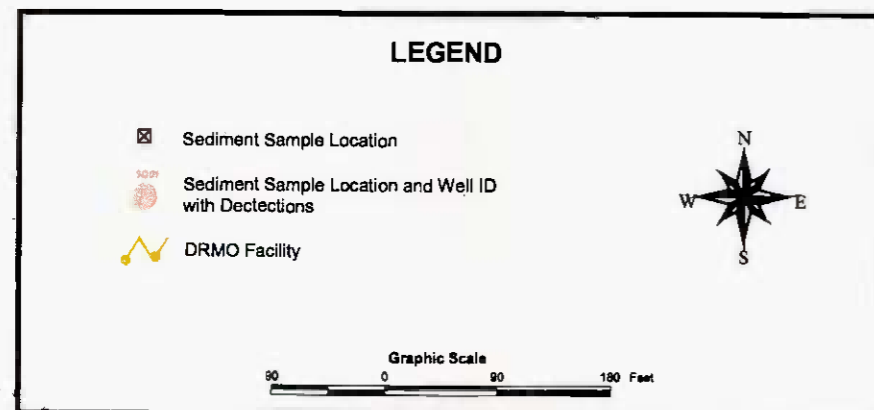 LEGEND
N
Sediment Sample Location
SD01
Sediment Sample Location and Well ID
with Dectections
W
E
DRMO Facility
S
Graphic Scale
90 0 90 180 Feet